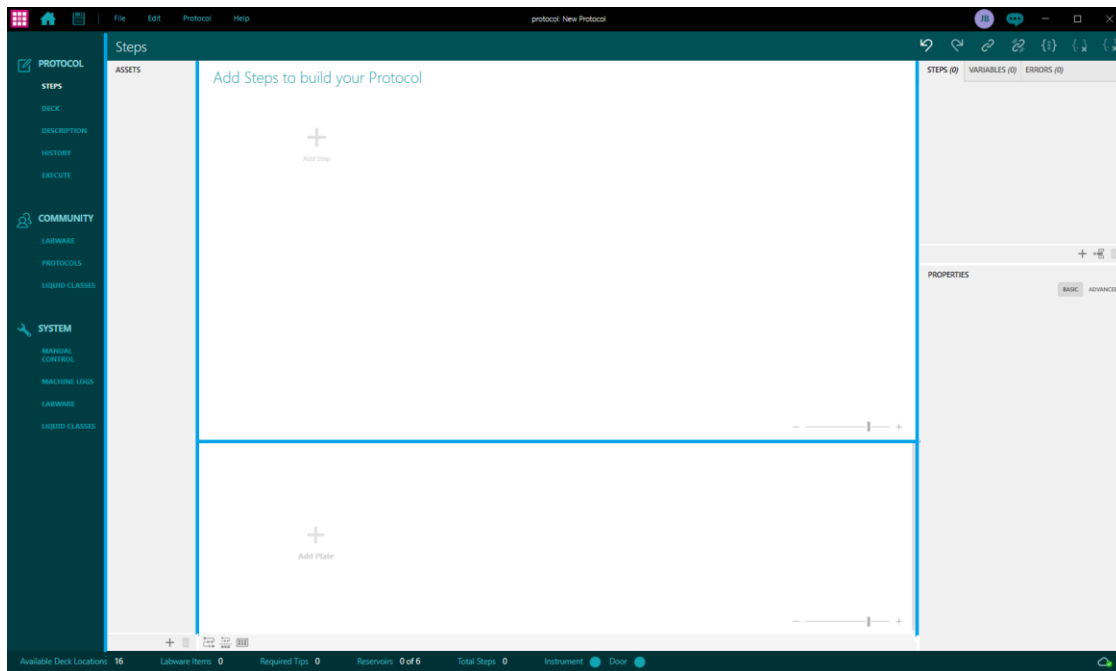 File Edit Protocol Help protocol: New Protocol JB
Steps
PROTOCOL
STEPS
DECK
DESCRIPTION
HISTORY
EXECUTE
COMMUNITY
LABWARE
PROTOCOLS
LIQUID CLASSES
SYSTEM
MANUAL
CONTROL
MACHINE LOGS
LABWARE
LIQUID CLASSES
ASSETS
Add Steps to build your Protocol
Add Step
Add Plate
STEPS (0) VARIABLES (0) ERRORS (0)
PROPERTIES
BASIC ADVANCED
Available Deck Locations 16 Labware Items 0 Required Tips 0 Reservoirs 0 of 6 Total Steps 0 Instrument Door